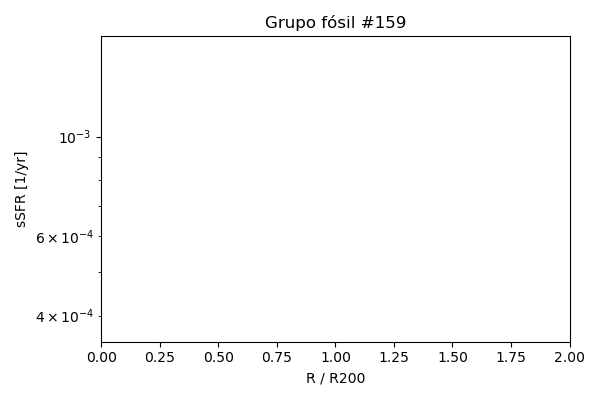 Grupo fósil #159
sSFR [1/yr]
10⁻³
6 × 10⁻⁴
4 × 10⁻⁴
0.00 0.25 0.50 0.75 1.00 1.25 1.50 1.75 2.00
R / R200